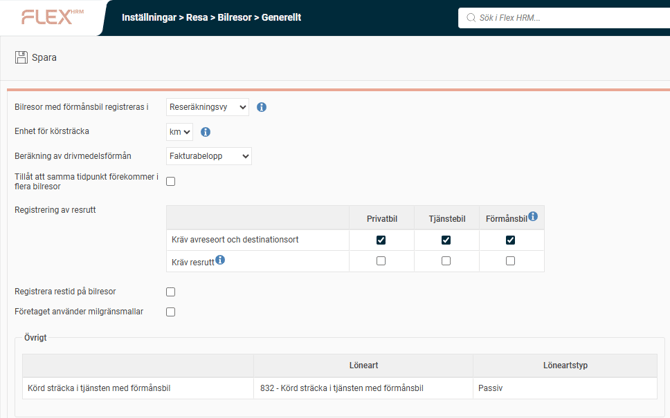 FLEX HRM
Inställningar > Resa > Bilresor > Generellt
Sök i Flex HRM...
Spara
Bilresor med förmånsbil registreras i Reseräkningsvy
Enhet för körsträcka km
Beräkning av drivmedelsförmån Fakturabelopp
Tillåt att samma tidpunkt förekommer i
flera bilresor
Registrering av resrutt
Privatbil Tjänstebil Förmånsbil
Kräv avreseort och destinationsort
Kräv resrutt
Registrera restid på bilresor
Företaget använder milgränsmallar
Övrigt
Löneart Löneartstyp
Körd sträcka i tjänsten med förmånsbil 832 - Körd sträcka i tjänsten med förmånsbil Passiv